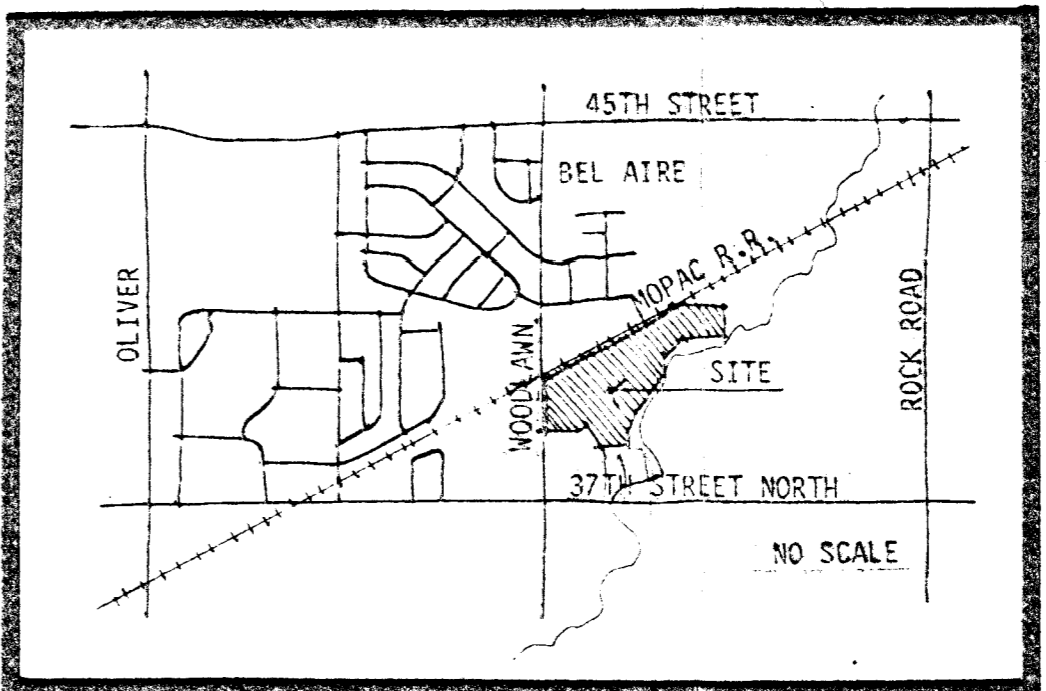 45TH STREET
BEL AIRE
MOPAC R.R.
OLIVER
WOODLAWN
SITE
ROCK ROAD
37TH STREET NORTH
NO SCALE